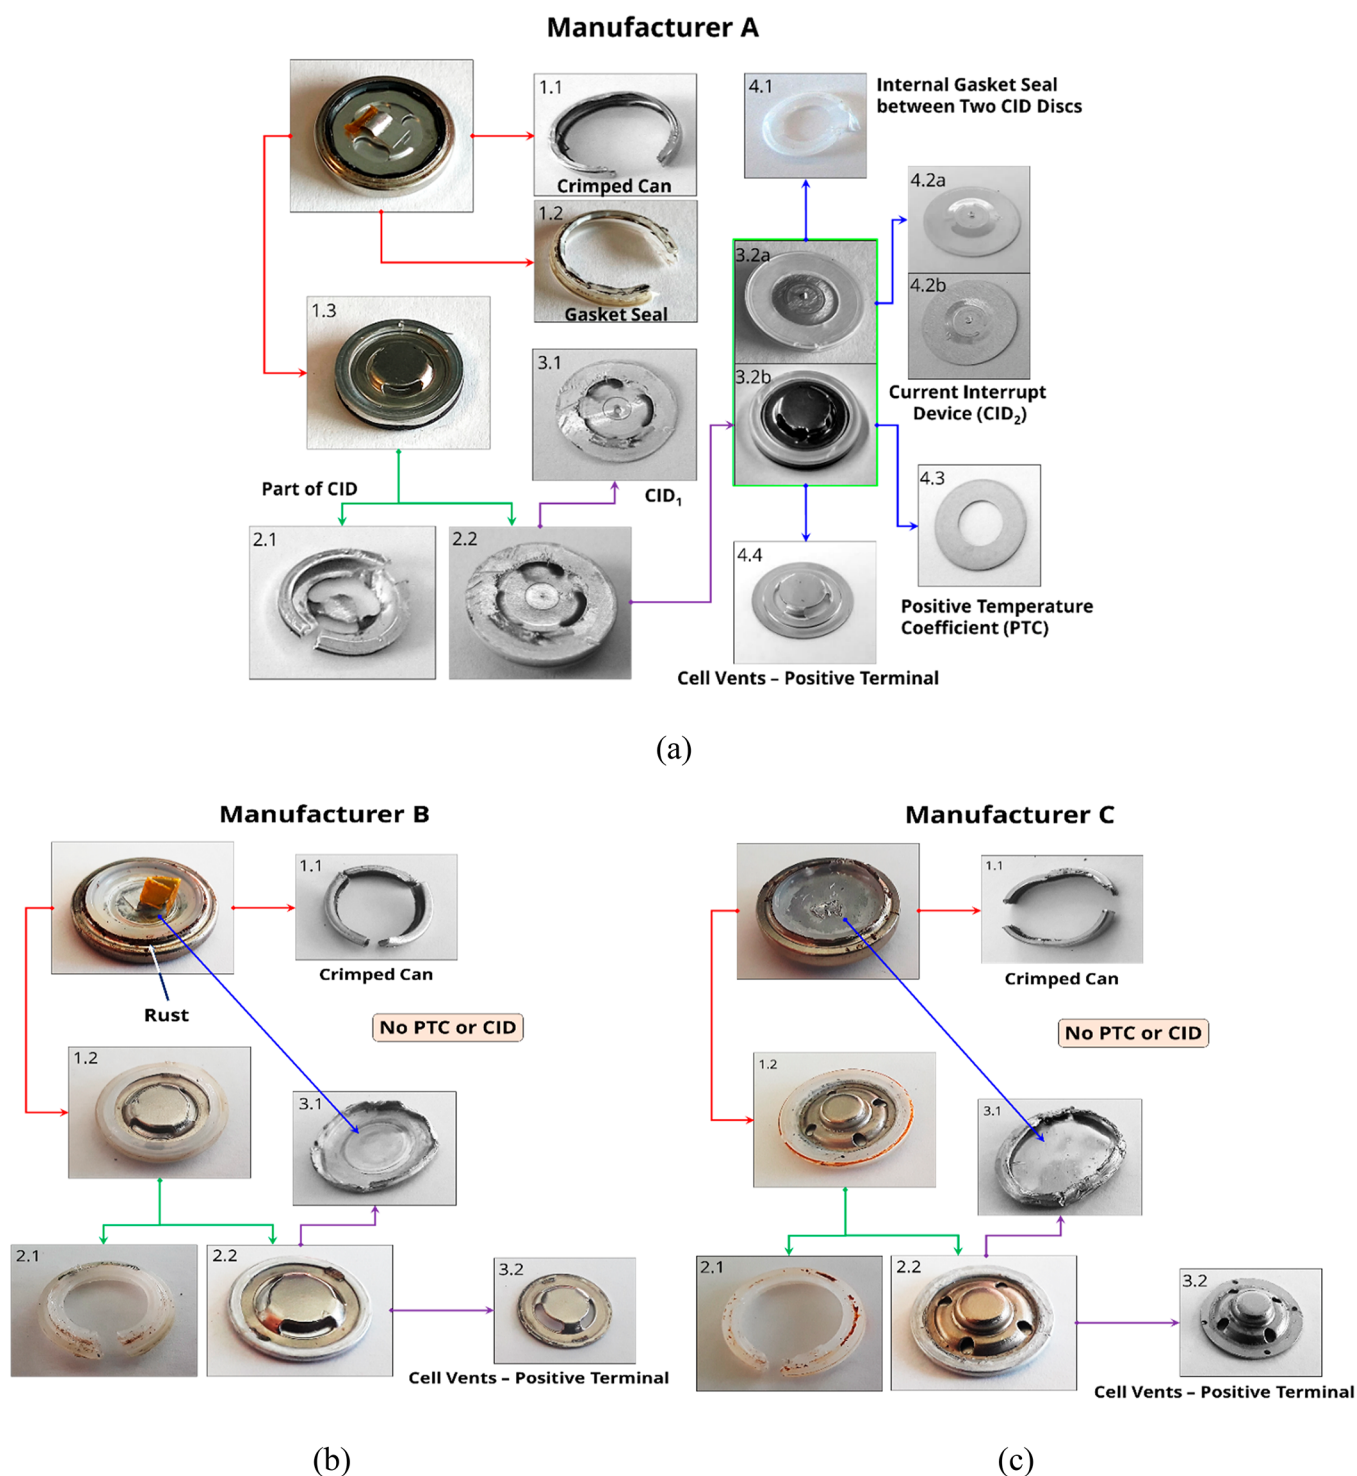 Manufacturer A
1.1
Crimped Can
1.2
Gasket Seal
1.3
4.1
Internal Gasket Seal
between Two CID Discs
4.2a
4.2b
Current Interrupt
Device (CID2)
3.2a
3.2b
3.1
CID1
Part of CID
2.1
2.2
4.3
Positive Temperature
Coefficient (PTC)
4.4
Cell Vents – Positive Terminal
(a)
Manufacturer B
1.1
Crimped Can
Rust
No PTC or CID
1.2
3.1
2.1
2.2
3.2
Cell Vents – Positive Terminal
(b)
Manufacturer C
1.1
Crimped Can
No PTC or CID
1.2
3.1
2.1
2.2
3.2
Cell Vents – Positive Terminal
(c)